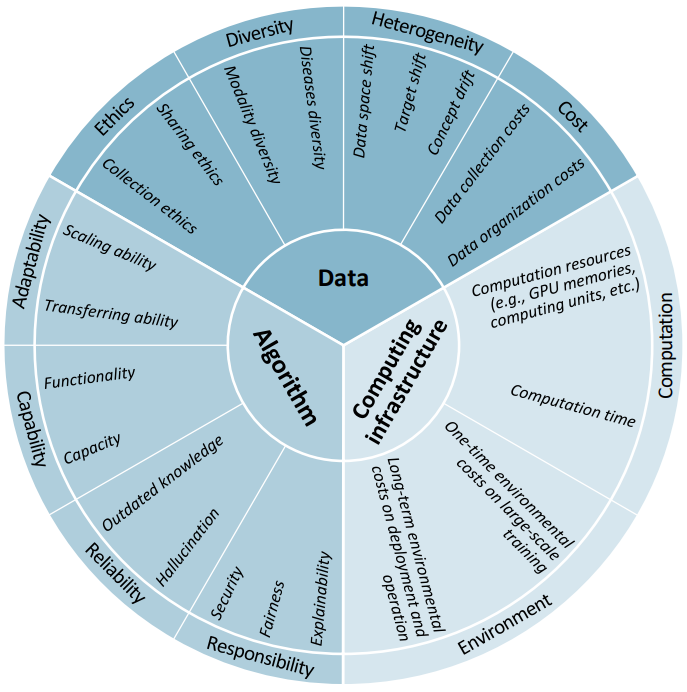 Data
Ethics
Collection ethics
Sharing ethics
Diversity
Modality diversity
Diseases diversity
Heterogeneity
Data space shift
Target shift
Concept drift
Cost
Data collection costs
Data organization costs
Computing
infrastructure
Computation
Computation resources
(e.g., GPU memories,
computing units, etc.)
Computation time
Environment
One-time environmental
costs on large-scale
training
Long-term environmental
costs on deployment and
operation
Algorithm
Responsibility
Explainability
Fairness
Security
Reliability
Hallucination
Outdated knowledge
Capability
Capacity
Functionality
Adaptability
Transferring ability
Scaling ability